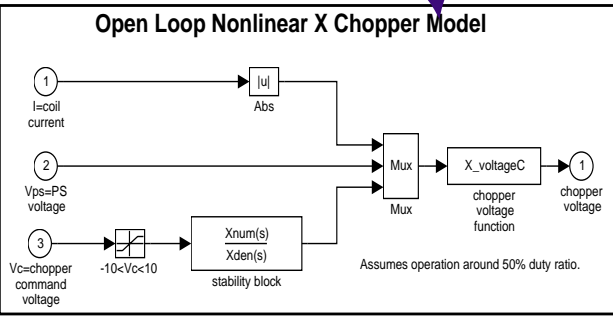 Open Loop Nonlinear X Chopper Model
1
I=coil
current
|u|
Abs
2
Vps=PS
voltage
3
Vc=chopper
command
voltage
-10<Vc<10
Xnum(s)
Xden(s)
stability block
Mux
Mux
X_voltageC
chopper
voltage
function
1
chopper
voltage
Assumes operation around 50% duty ratio.